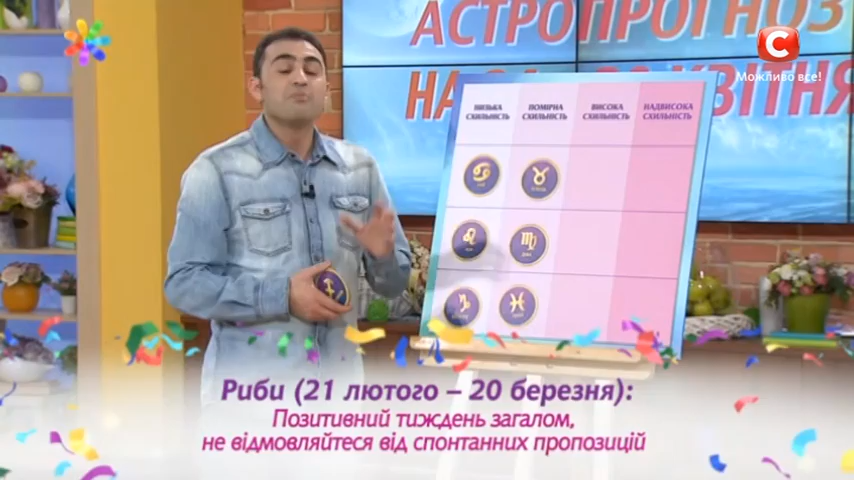 АСТРОПРОГНОЗ
НА
КВІТНЯ
С
Можливо все!
НИЗЬКА СХИЛЬНІСТЬ
ПОМІРНА СХИЛЬНІСТЬ
ВИСОКА СХИЛЬНІСТЬ
НАДВИСОКА СХИЛЬНІСТЬ
Риби (21 лютого – 20 березня):
Позитивний тиждень загалом,
не відмовляйтеся від спонтанних пропозицій